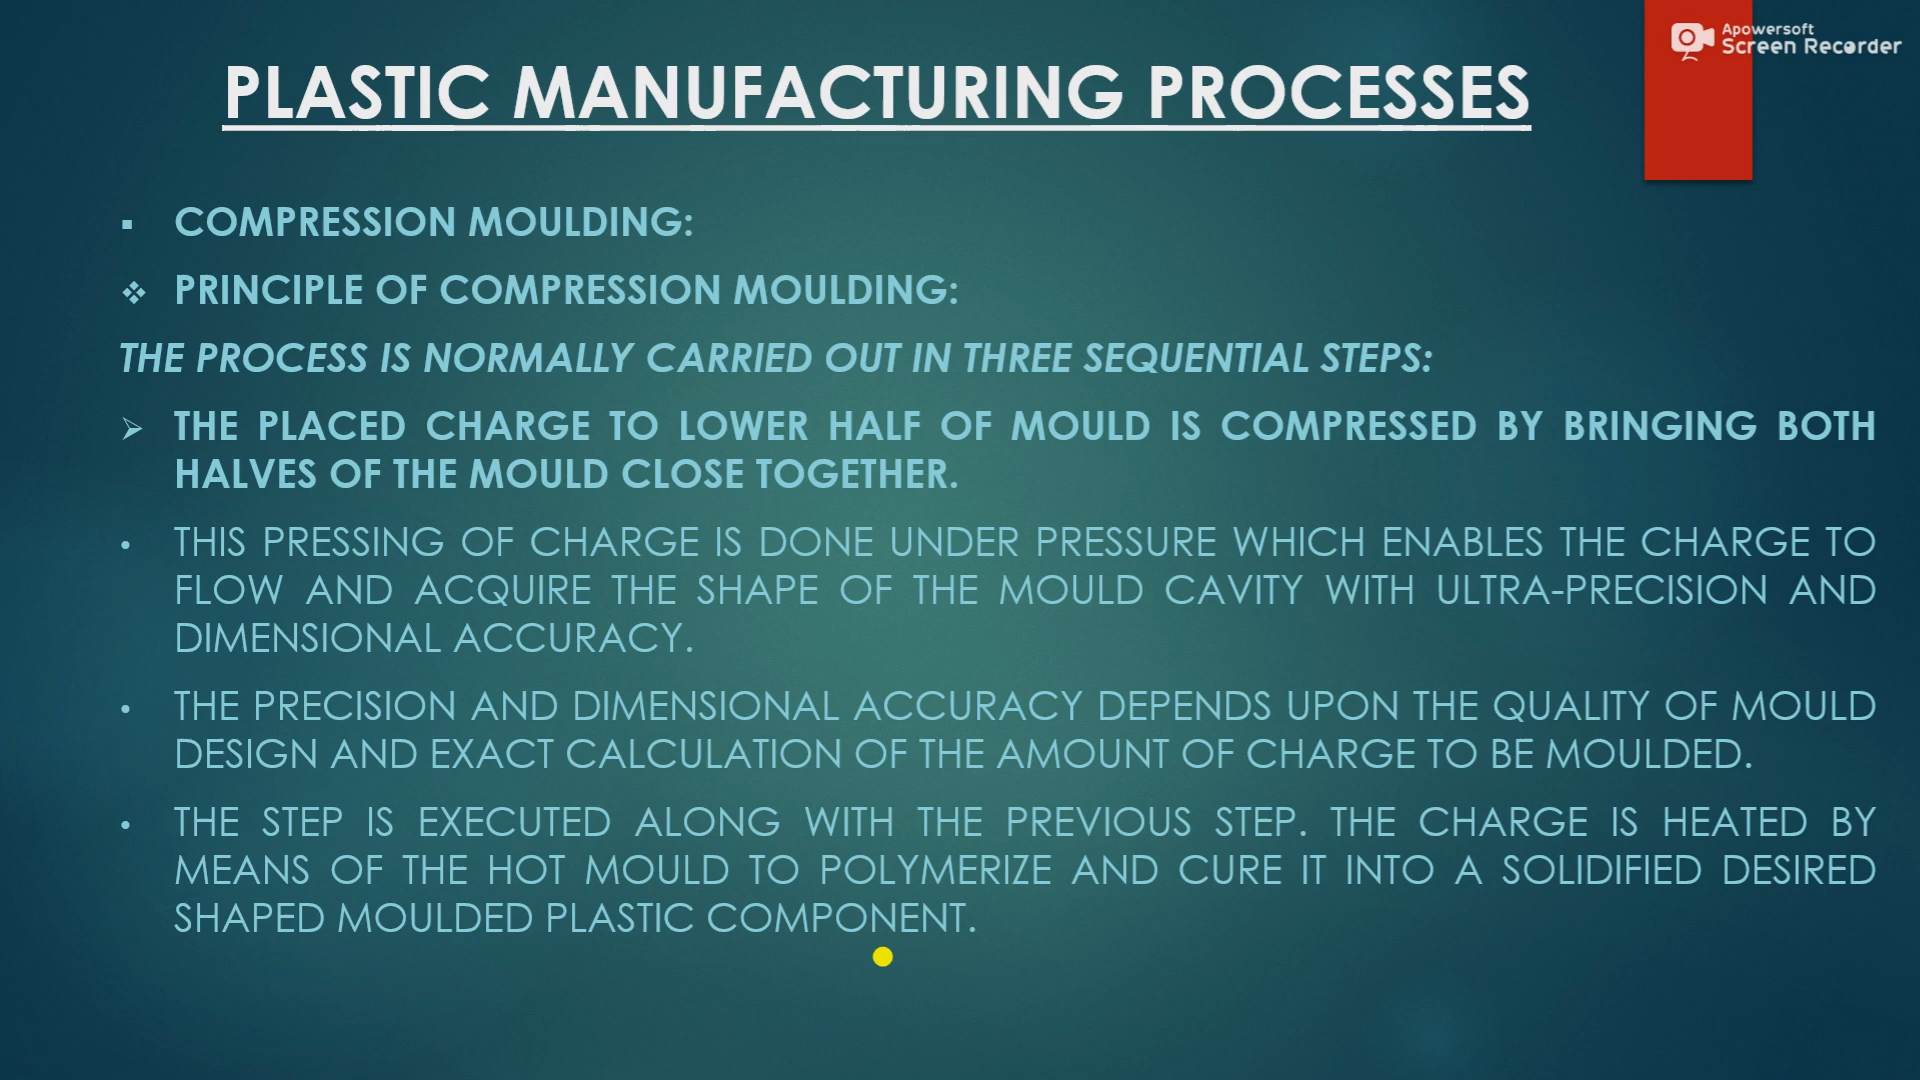 Apowersoft
Screen Recorder
PLASTIC MANUFACTURING PROCESSES
COMPRESSION MOULDING:
PRINCIPLE OF COMPRESSION MOULDING:
THE PROCESS IS NORMALLY CARRIED OUT IN THREE SEQUENTIAL STEPS:
THE PLACED CHARGE TO LOWER HALF OF MOULD IS COMPRESSED BY BRINGING BOTH
HALVES OF THE MOULD CLOSE TOGETHER.
THIS PRESSING OF CHARGE IS DONE UNDER PRESSURE WHICH ENABLES THE CHARGE TO
FLOW AND ACQUIRE THE SHAPE OF THE MOULD CAVITY WITH ULTRA-PRECISION AND
DIMENSIONAL ACCURACY.
THE PRECISION AND DIMENSIONAL ACCURACY DEPENDS UPON THE QUALITY OF MOULD
DESIGN AND EXACT CALCULATION OF THE AMOUNT OF CHARGE TO BE MOULDED.
THE STEP IS EXECUTED ALONG WITH THE PREVIOUS STEP. THE CHARGE IS HEATED BY
MEANS OF THE HOT MOULD TO POLYMERIZE AND CURE IT INTO A SOLIDIFIED DESIRED
SHAPED MOULDED PLASTIC COMPONENT.